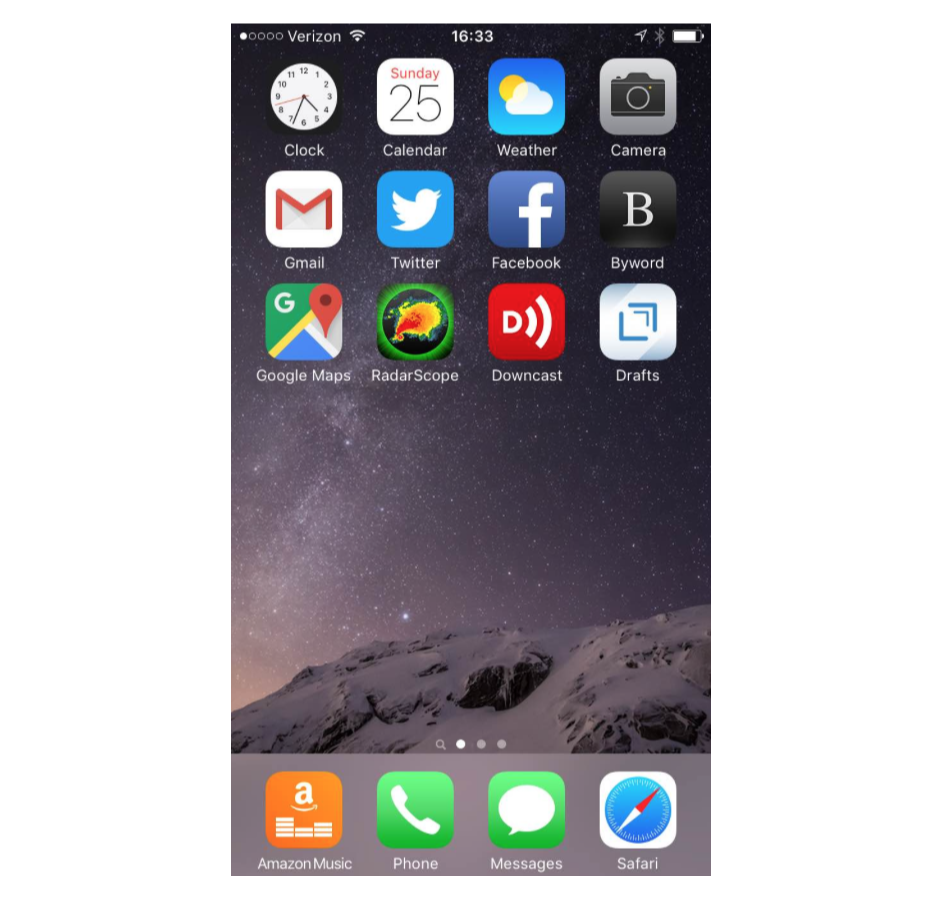 Verizon 16:33
12
11 1
10 2
9 3
8 4
7 5
6
Sunday
25
Clock Calendar Weather Camera
f B
Gmail Twitter Facebook Byword
G D
Google Maps RadarScope Downcast Drafts
a
Amazon Music Phone Messages Safari